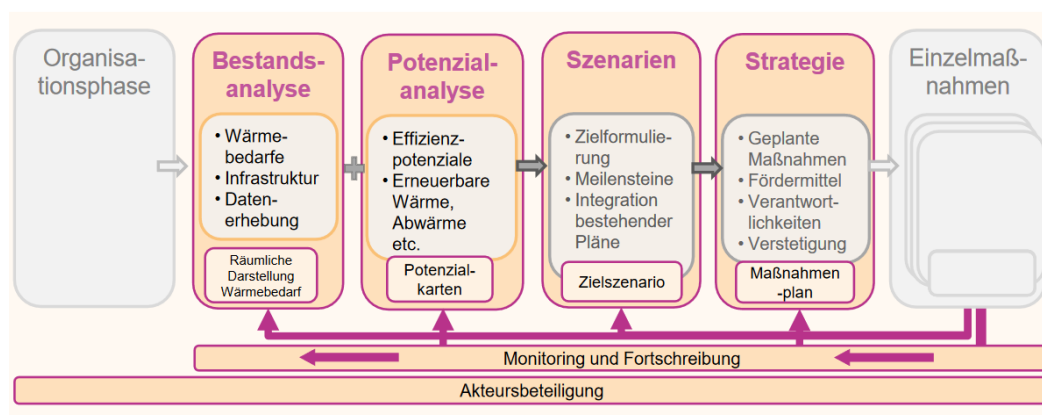 Organisa-
tionsphase
Bestands-
analyse
• Wärme-
bedarfe
• Infrastruktur
• Daten-
erhebung
Räumliche
Darstellung
Wärmebedarf
Potenzial-
analyse
• Effizienz-
potenziale
• Erneuerbare
Wärme,
Abwärme
etc.
Potenzial-
karten
Szenarien
• Zielformulie-
rung
• Meilensteine
• Integration
bestehender
Pläne
Zielszenario
Strategie
• Geplante
Maßnahmen
• Fördermittel
• Verantwort-
lichkeiten
• Verstetigung
Maßnahmen
-plan
Einzelmaß-
nahmen
Monitoring und Fortschreibung
Akteursbeteiligung